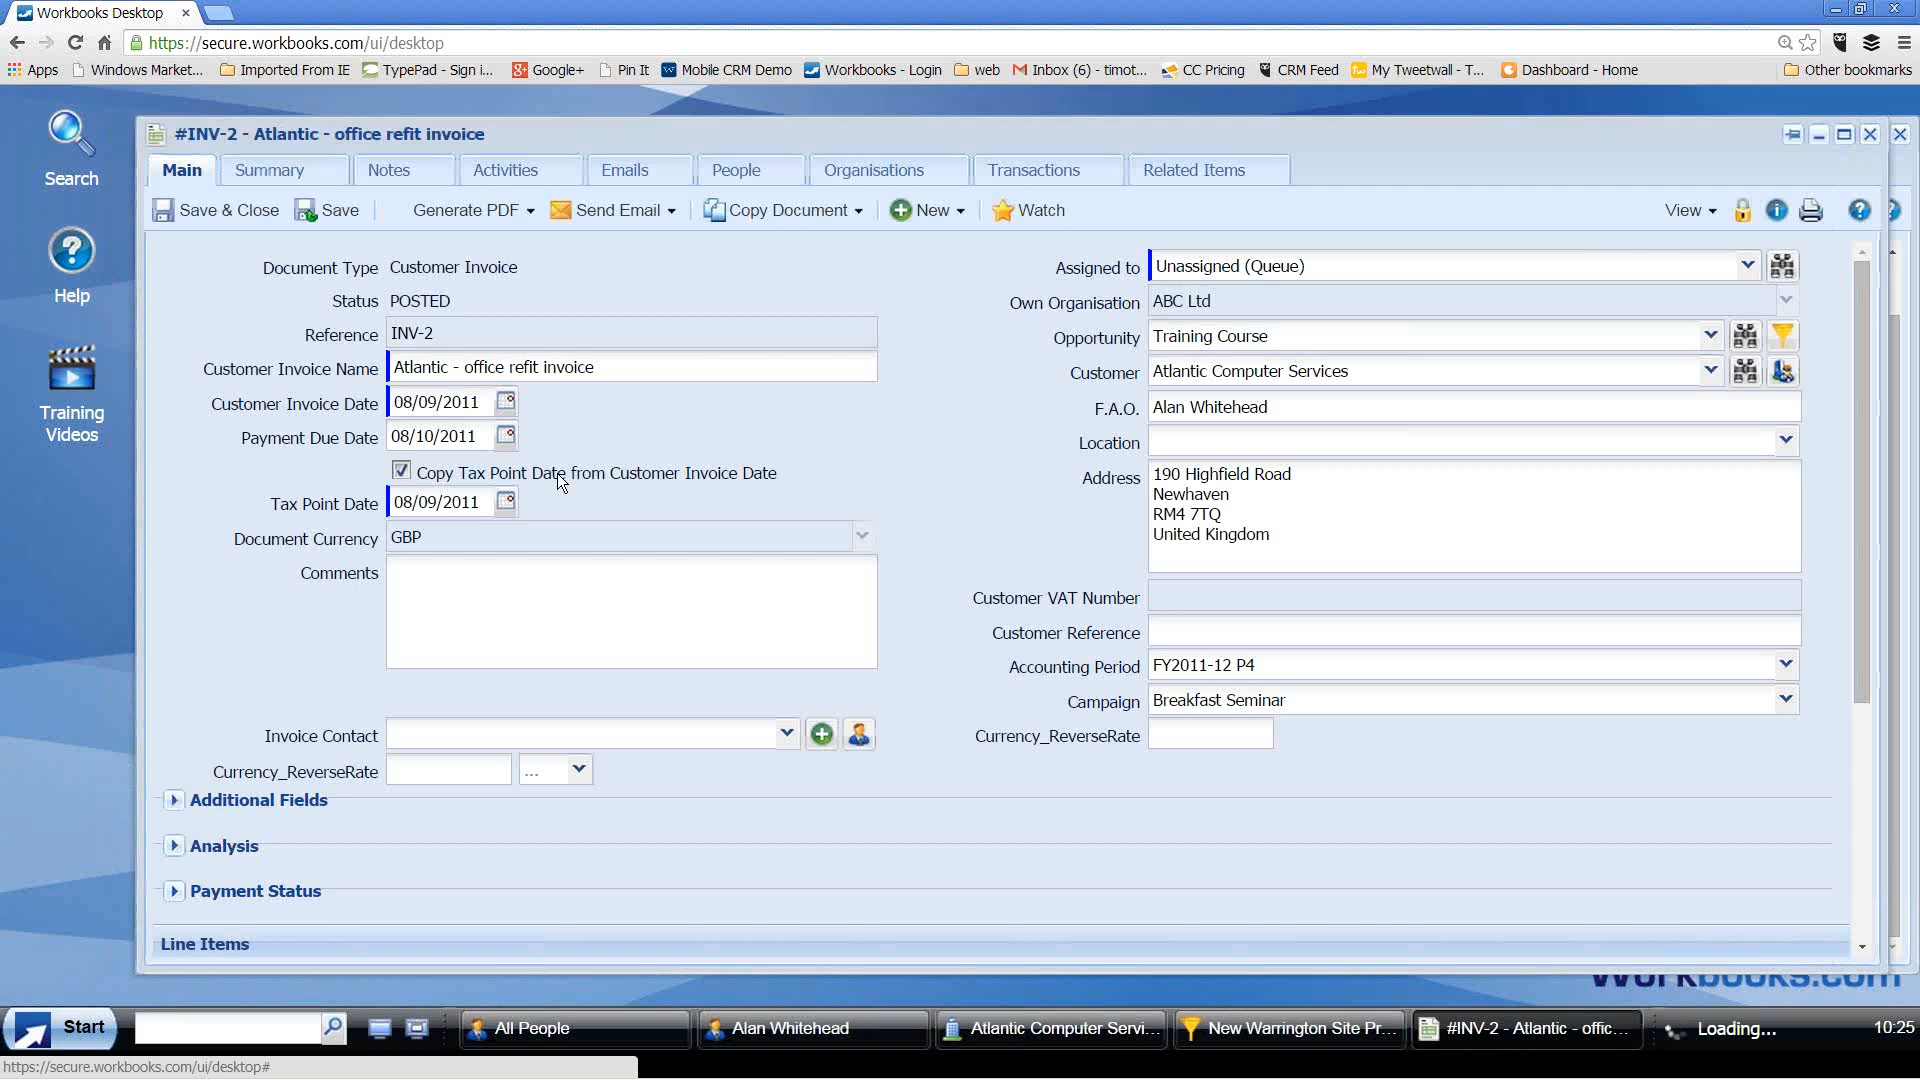 Workbooks Desktop
https://secure.workbooks.com/ui/desktop
Apps Windows Market... Imported From IE TypePad - Sign i... Google+ Pin It Mobile CRM Demo Workbooks - Login web Inbox (6) - timot... CC Pricing CRM Feed My Tweetwall - T... Dashboard - Home Other bookmarks
Search
Help
Training
Videos
#INV-2 - Atlantic - office refit invoice
Main Summary Notes Activities Emails People Organisations Transactions Related Items
Save & Close Save Generate PDF Send Email Copy Document New Watch View
Document Type Customer Invoice
Status POSTED
Reference INV-2
Customer Invoice Name Atlantic - office refit invoice
Customer Invoice Date 08/09/2011
Payment Due Date 08/10/2011
Copy Tax Point Date from Customer Invoice Date
Tax Point Date 08/09/2011
Document Currency GBP
Comments
Invoice Contact
Currency_ReverseRate ...
Assigned to Unassigned (Queue)
Own Organisation ABC Ltd
Opportunity Training Course
Customer Atlantic Computer Services
F.A.O. Alan Whitehead
Location
Address 190 Highfield Road
Newhaven
RM4 7TQ
United Kingdom
Customer VAT Number
Customer Reference
Accounting Period FY2011-12 P4
Campaign Breakfast Seminar
Currency_ReverseRate
Additional Fields
Analysis
Payment Status
Line Items
workbooks.com
Start All People Alan Whitehead Atlantic Computer Servi... New Warrington Site Pr... #INV-2 - Atlantic - offic... Loading... 10:25
https://secure.workbooks.com/ui/desktop#